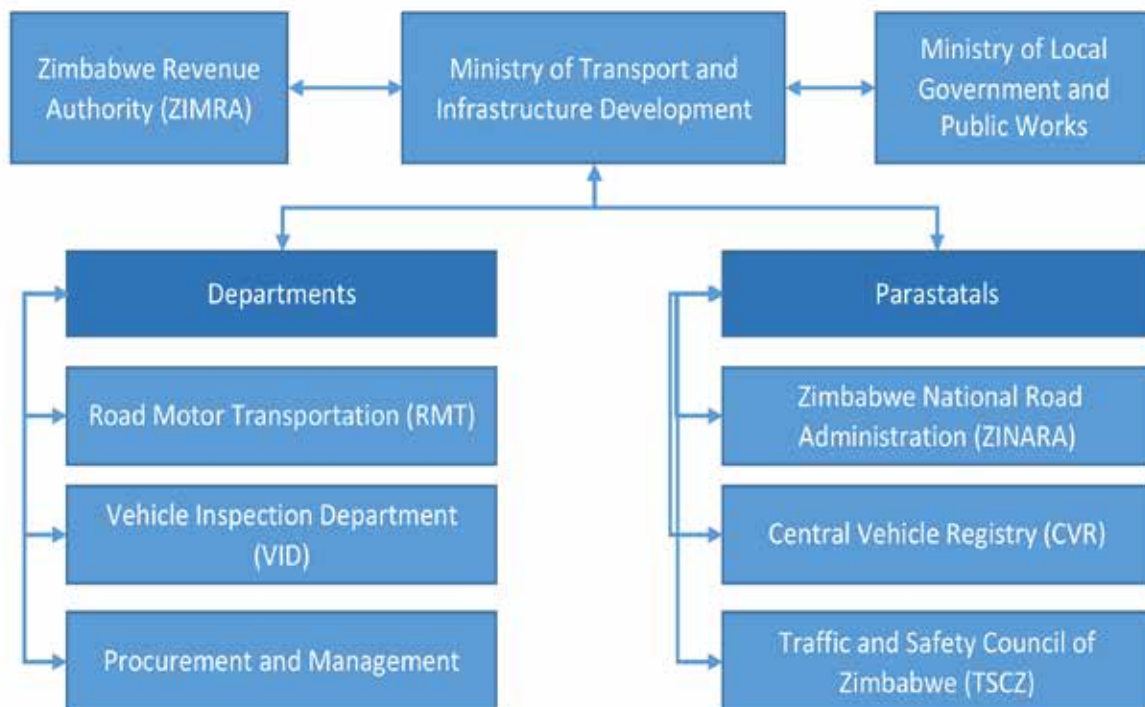 Zimbabwe Revenue
Authority (ZIMRA)
Ministry of Transport and
Infrastructure Development
Ministry of Local
Government and
Public Works
Departments
Road Motor Transportation (RMT)
Vehicle Inspection Department
(VID)
Procurement and Management
Parastatals
Zimbabwe National Road
Administration (ZINARA)
Central Vehicle Registry (CVR)
Traffic and Safety Council of
Zimbabwe (TSCZ)